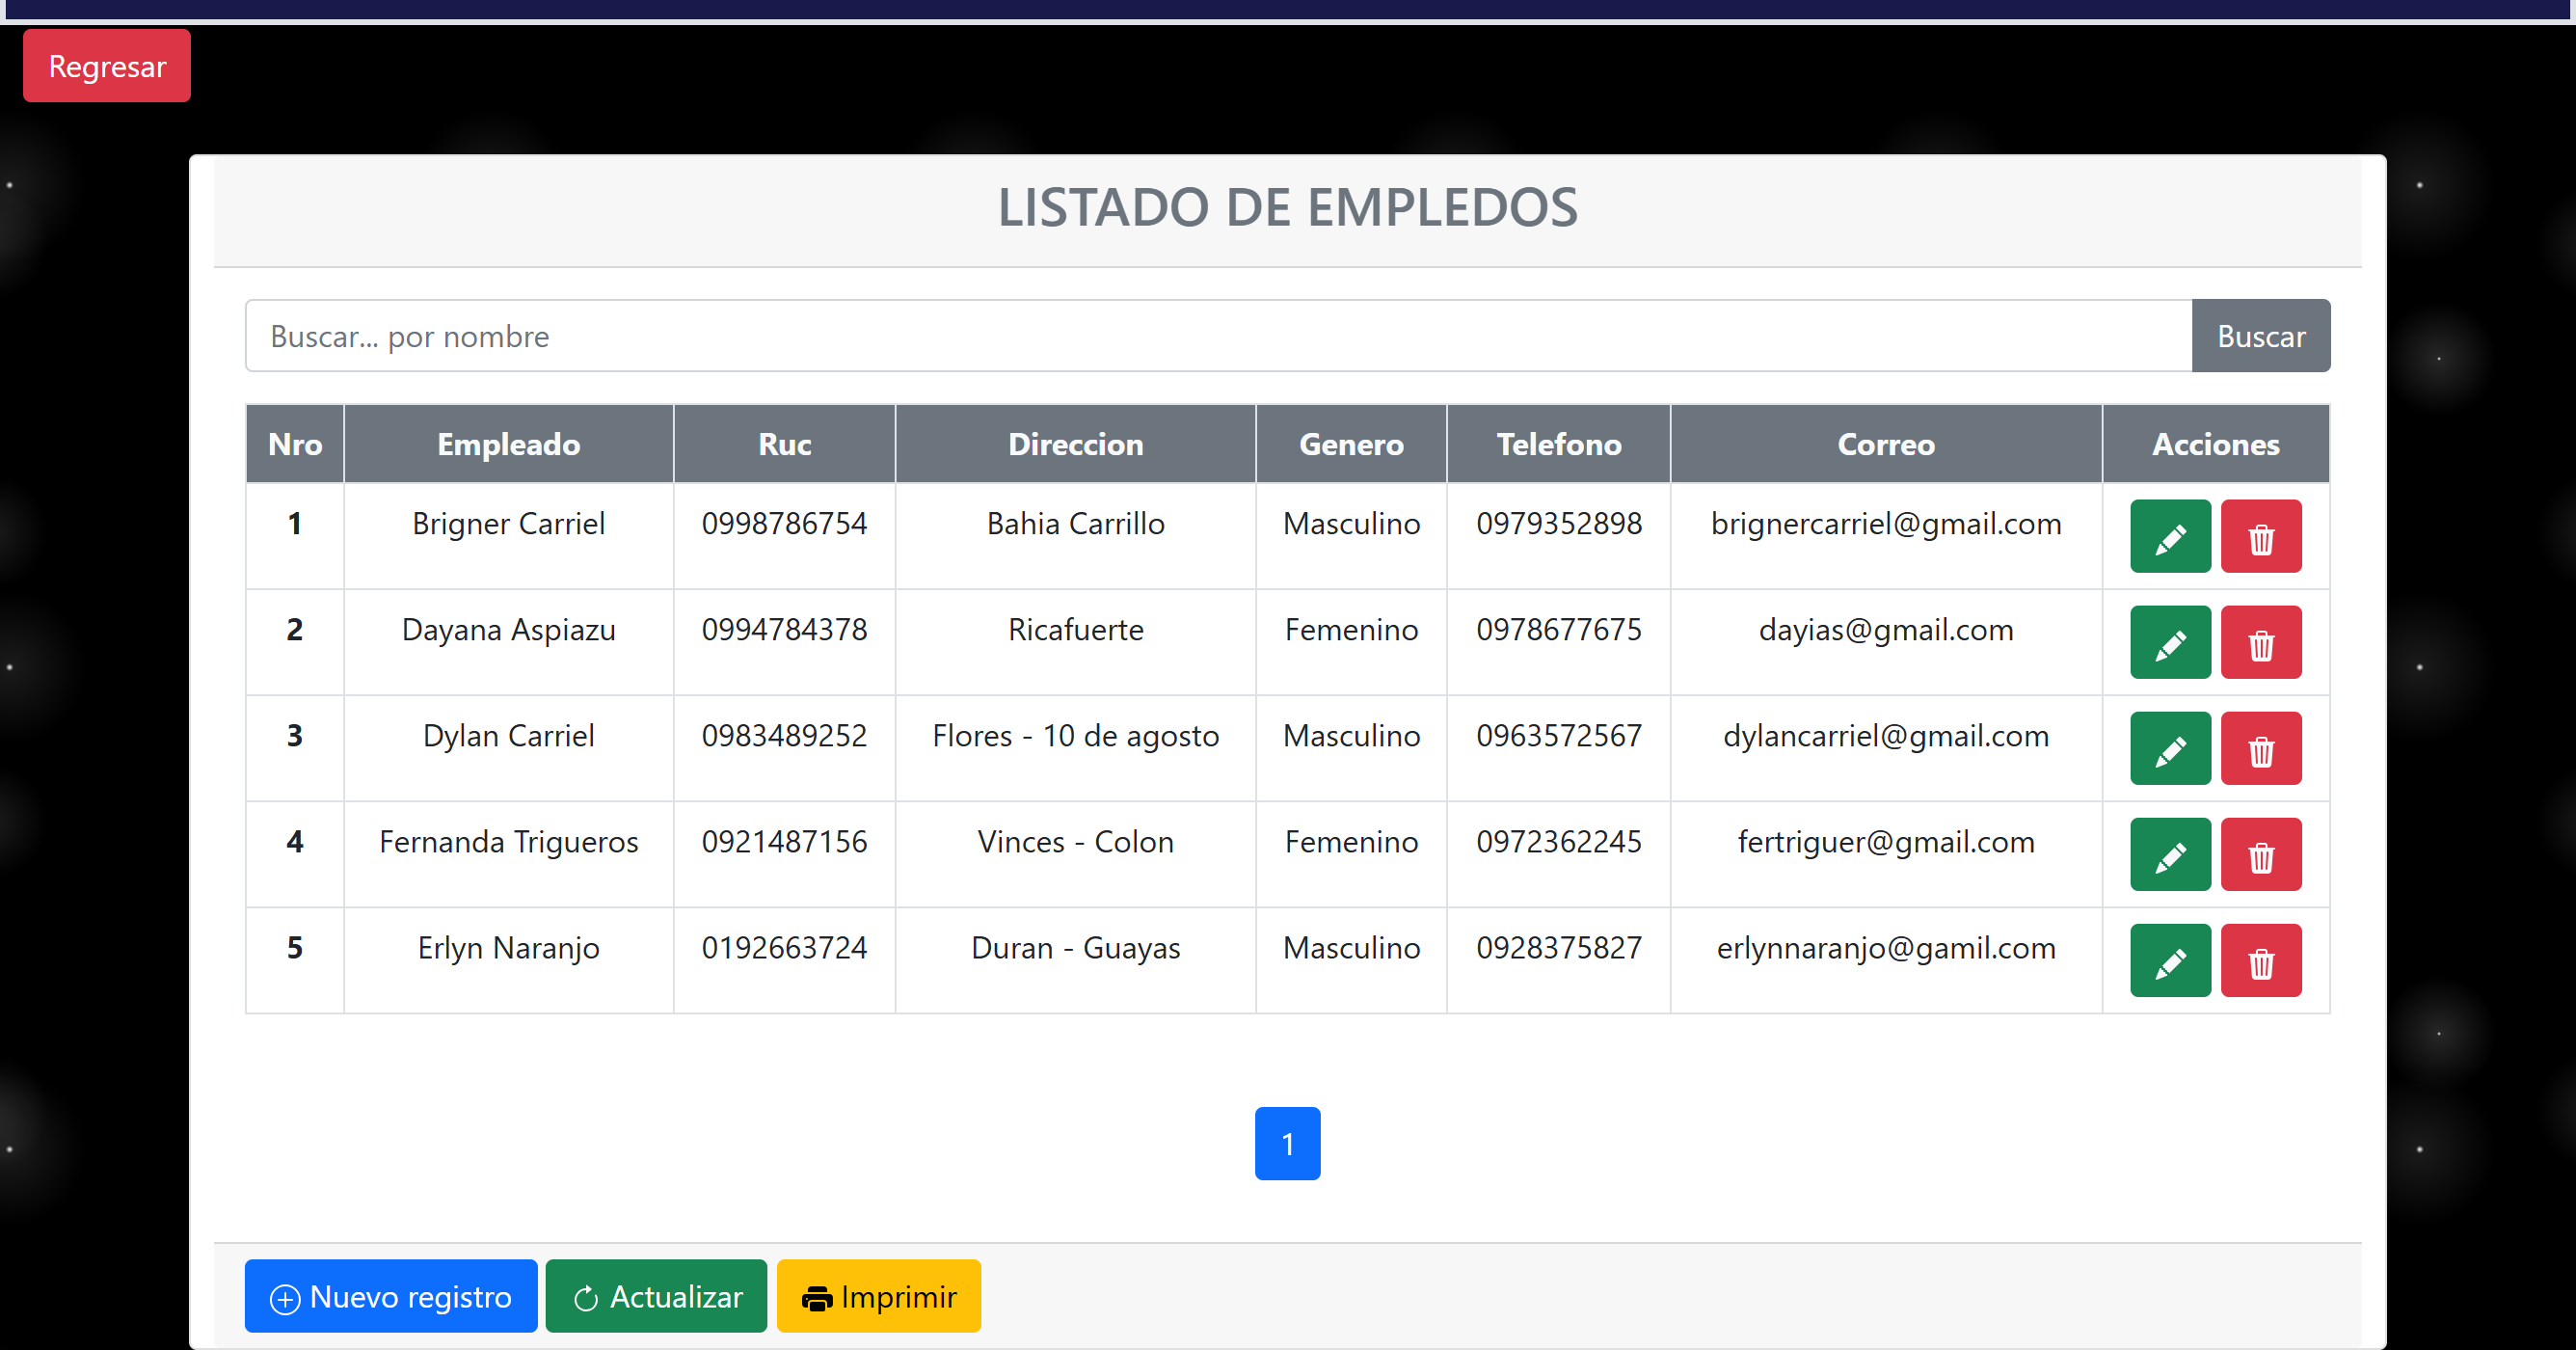 Regresar
LISTADO DE EMPLEDOS
Buscar... por nombre Buscar
Nro Empleado Ruc Direccion Genero Telefono Correo Acciones
1 Brigner Carriel 0998786754 Bahia Carrillo Masculino 0979352898 brignercarriel@gmail.com
2 Dayana Aspiazu 0994784378 Ricafuerte Femenino 0978677675 dayias@gmail.com
3 Dylan Carriel 0983489252 Flores - 10 de agosto Masculino 0963572567 dylancarriel@gmail.com
4 Fernanda Trigueros 0921487156 Vinces - Colon Femenino 0972362245 fertriguer@gmail.com
5 Erlyn Naranjo 0192663724 Duran - Guayas Masculino 0928375827 erlynnaranjo@gamil.com
1
Nuevo registro Actualizar Imprimir